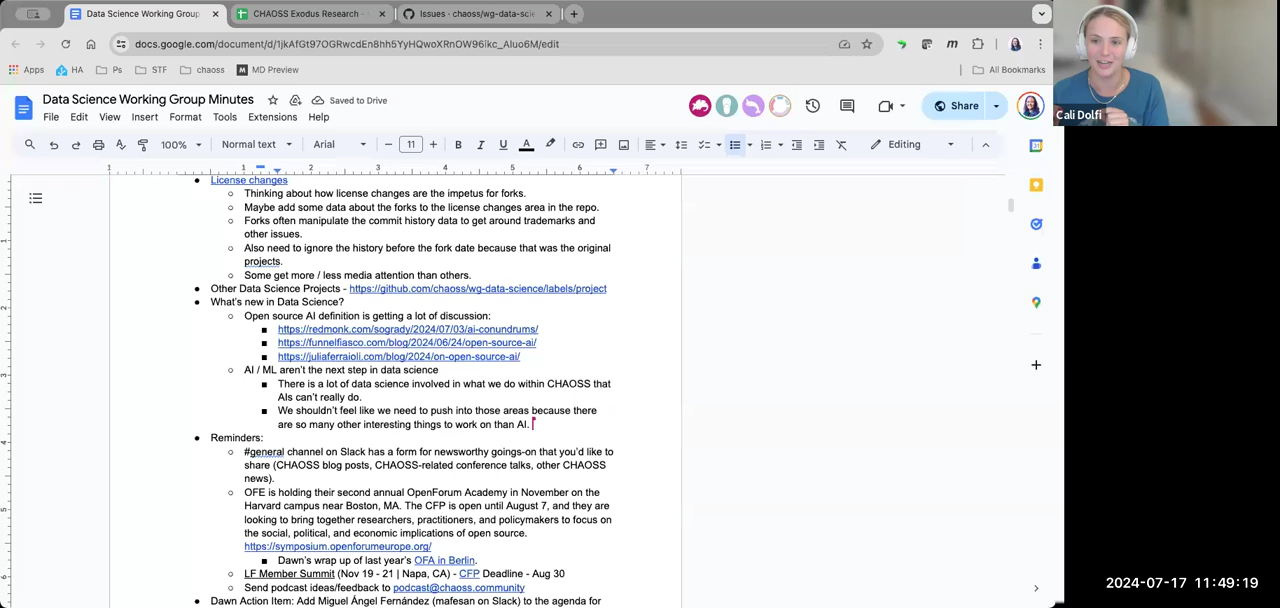 Data Science Working Group
CHAOSS Exodus Research -
Issues · chaoss/wg-data-scie
docs.google.com/document/d/1jkAfGt97OGRwcdEn8hh5YyHQwoXRnOW96ikc_AIuo6M/edit
Apps HA Ps STF chaoss MD Preview All Bookmarks
Cali Dolfi
Data Science Working Group Minutes Saved to Drive
File Edit View Insert Format Tools Extensions Help
Share
100% Normal text Arial 11 Editing
License changes
Thinking about how license changes are the impetus for forks.
Maybe add some data about the forks to the license changes area in the repo.
Forks often manipulate the commit history data to get around trademarks and
other issues.
Also need to ignore the history before the fork date because that was the original
projects.
Some get more / less media attention than others.
Other Data Science Projects - https://github.com/chaoss/wg-data-science/labels/project
What's new in Data Science?
Open source AI definition is getting a lot of discussion:
https://redmonk.com/sogrady/2024/07/03/ai-conundrums/
https://funnelfiasco.com/blog/2024/06/24/open-source-ai/
https://juliaferraioli.com/blog/2024/on-open-source-ai/
AI / ML aren't the next step in data science
There is a lot of data science involved in what we do within CHAOSS that
AIs can't really do.
We shouldn't feel like we need to push into those areas because there
are so many other interesting things to work on than AI.
Reminders:
#general channel on Slack has a form for newsworthy goings-on that you'd like to
share (CHAOSS blog posts, CHAOSS-related conference talks, other CHAOSS
news).
OFE is holding their second annual OpenForum Academy in November on the
Harvard campus near Boston, MA. The CFP is open until August 7, and they are
looking to bring together researchers, practitioners, and policymakers to focus on
the social, political, and economic implications of open source.
https://symposium.openforumeurope.org/
Dawn's wrap up of last year's OFA in Berlin.
LF Member Summit (Nov 19 - 21 | Napa, CA) - CFP Deadline - Aug 30
Send podcast ideas/feedback to podcast@chaoss.community
Dawn Action Item: Add Miguel Ángel Fernández (mafesan on Slack) to the agenda for
2024-07-17 11:49:19